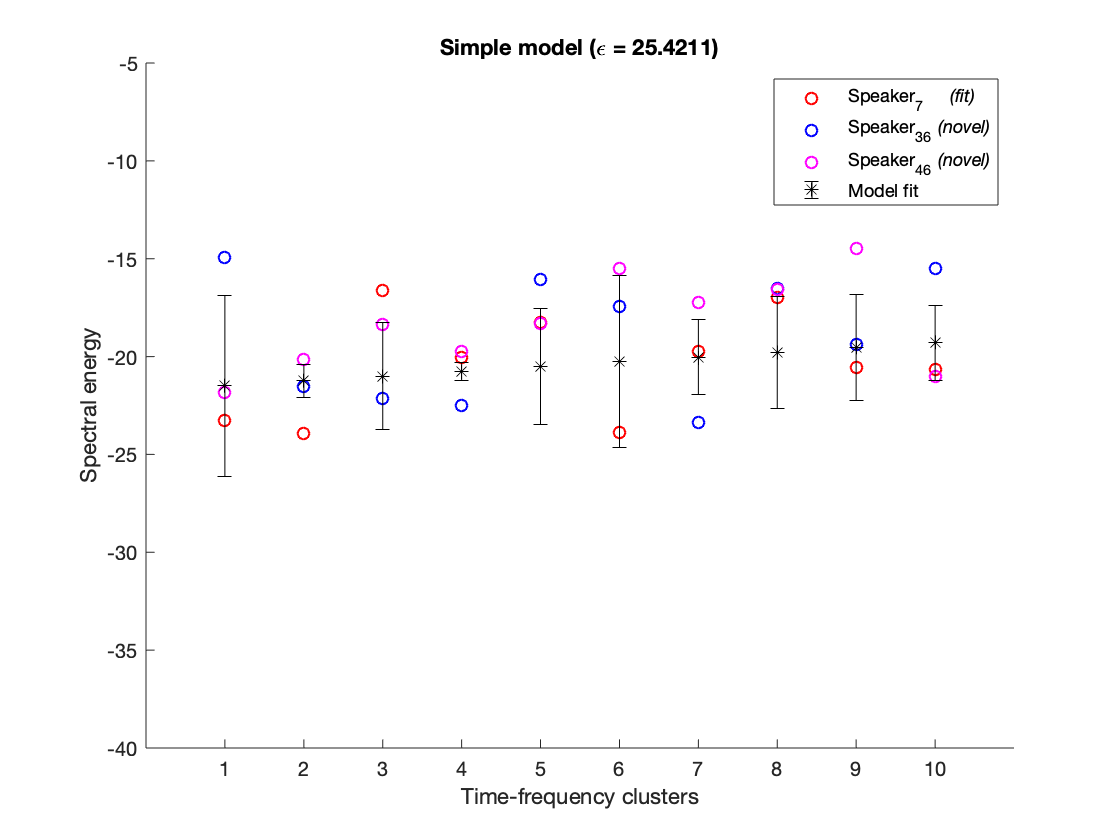 Simple model (ϵ = 25.4211)
Speaker₇ (fit)
Speaker₃₆ (novel)
Speaker₄₆ (novel)
Model fit
-5
-10
-15
-20
-25
-30
-35
-40
Spectral energy
1 2 3 4 5 6 7 8 9 10
Time-frequency clusters